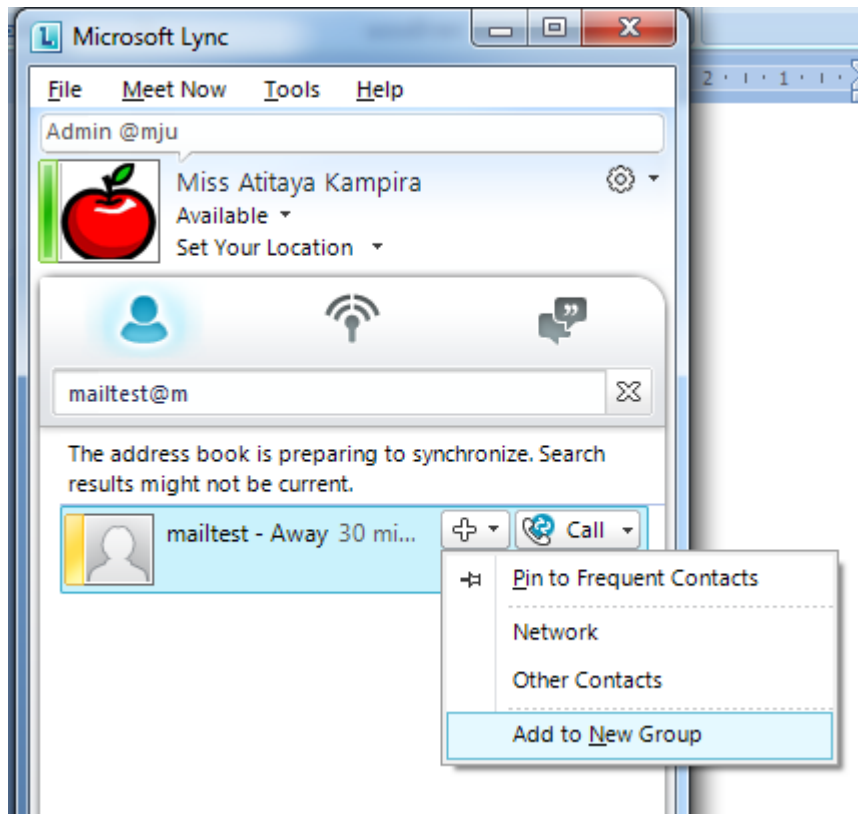 Microsoft Lync
File Meet Now Tools Help
Admin @mju
Miss Atitaya Kampira
Available
Set Your Location
mailtest@m
The address book is preparing to synchronize. Search
results might not be current.
mailtest - Away 30 mi... Call
Pin to Frequent Contacts
Network
Other Contacts
Add to New Group
2 · ı · 1 · ı ·